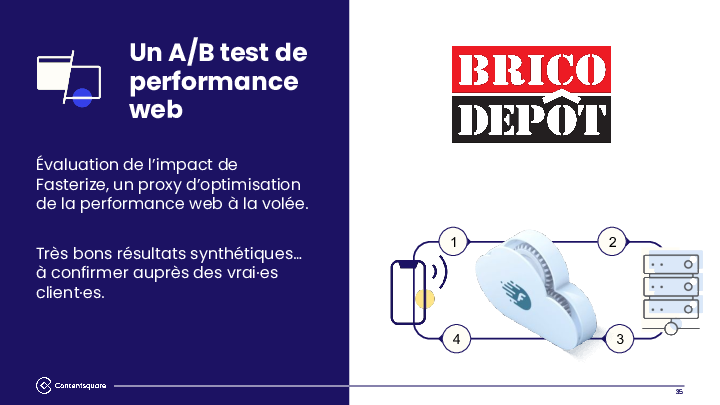 Un A/B test de
performance
web
Évaluation de l’impact de
Fasterize, un proxy d’optimisation
de la performance web à la volée.
Très bons résultats synthétiques…
à confirmer auprès des vrai·es
client·es.
BRICO
DEPÔT
1
2
F
4
3
Contentsquare
35